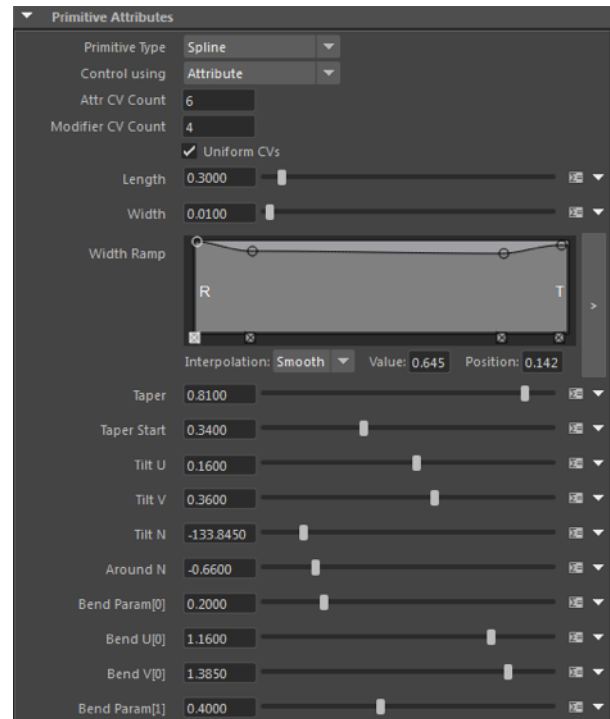 Primitive Attributes
Primitive Type Spline
Control using Attribute
Attr CV Count 6
Modifier CV Count 4
Uniform CVs
Length 0.3000
Width 0.0100
Width Ramp
R T
>
Interpolation: Smooth Value: 0.645 Position: 0.142
Taper 0.8100
Taper Start 0.3400
Tilt U 0.1600
Tilt V 0.3600
Tilt N -133.8450
Around N -0.6600
Bend Param[0] 0.2000
Bend U[0] 1.1600
Bend V[0] 1.3850
Bend Param[1] 0.4000